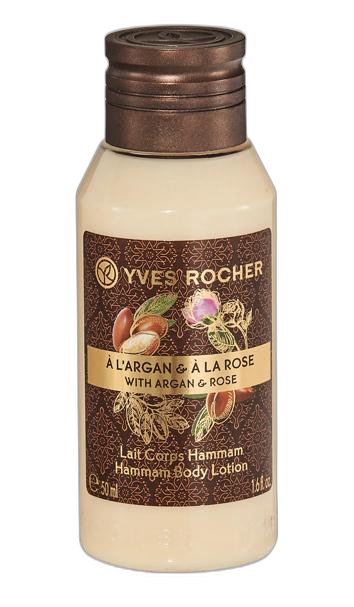 YVES ROCHER
À L'ARGAN & À LA ROSE
WITH ARGAN & ROSE
Lait Corps Hammam
Hammam Body Lotion
e 50 ml 1.6 fl.oz.